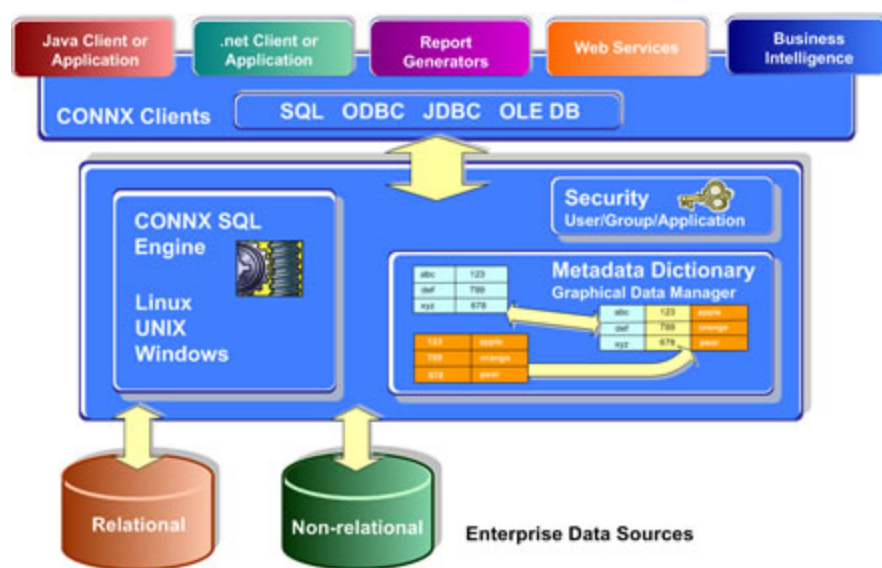 Java Client or
Application
.net Client or
Application
Report
Generators
Web Services
Business
Intelligence
CONNX Clients
SQL ODBC JDBC OLE DB
CONNX SQL
Engine
Linux
UNIX
Windows
Security
User/Group/Application
Metadata Dictionary
Graphical Data Manager
abc 123
def 789
xyz 678
abc 123 apple
def 789 orange
xyz 678 pear
123 apple
789 orange
678 pear
Relational
Non-relational
Enterprise Data Sources